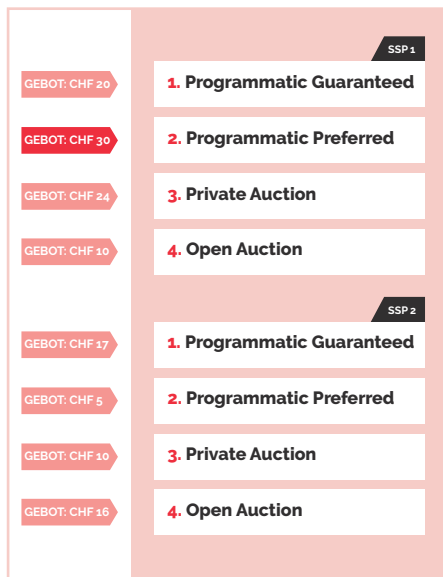 SSP 1
GEBOT: CHF 20
1. Programmatic Guaranteed
GEBOT: CHF 30
2. Programmatic Preferred
GEBOT: CHF 24
3. Private Auction
GEBOT: CHF 10
4. Open Auction
SSP 2
GEBOT: CHF 17
1. Programmatic Guaranteed
GEBOT: CHF 5
2. Programmatic Preferred
GEBOT: CHF 10
3. Private Auction
GEBOT: CHF 16
4. Open Auction